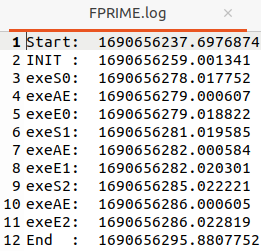 FPRIME.log ×
1 Start:  1690656237.6976874
2 INIT :  1690656259.001341
3 exeS0:  1690656278.017752
4 exeAE:  1690656279.000607
5 exeE0:  1690656279.018822
6 exeS1:  1690656281.019585
7 exeAE:  1690656282.000584
8 exeE1:  1690656282.020301
9 exeS2:  1690656285.022221
10 exeAE:  1690656286.000605
11 exeE2:  1690656286.022819
12 End  :  1690656295.8807752